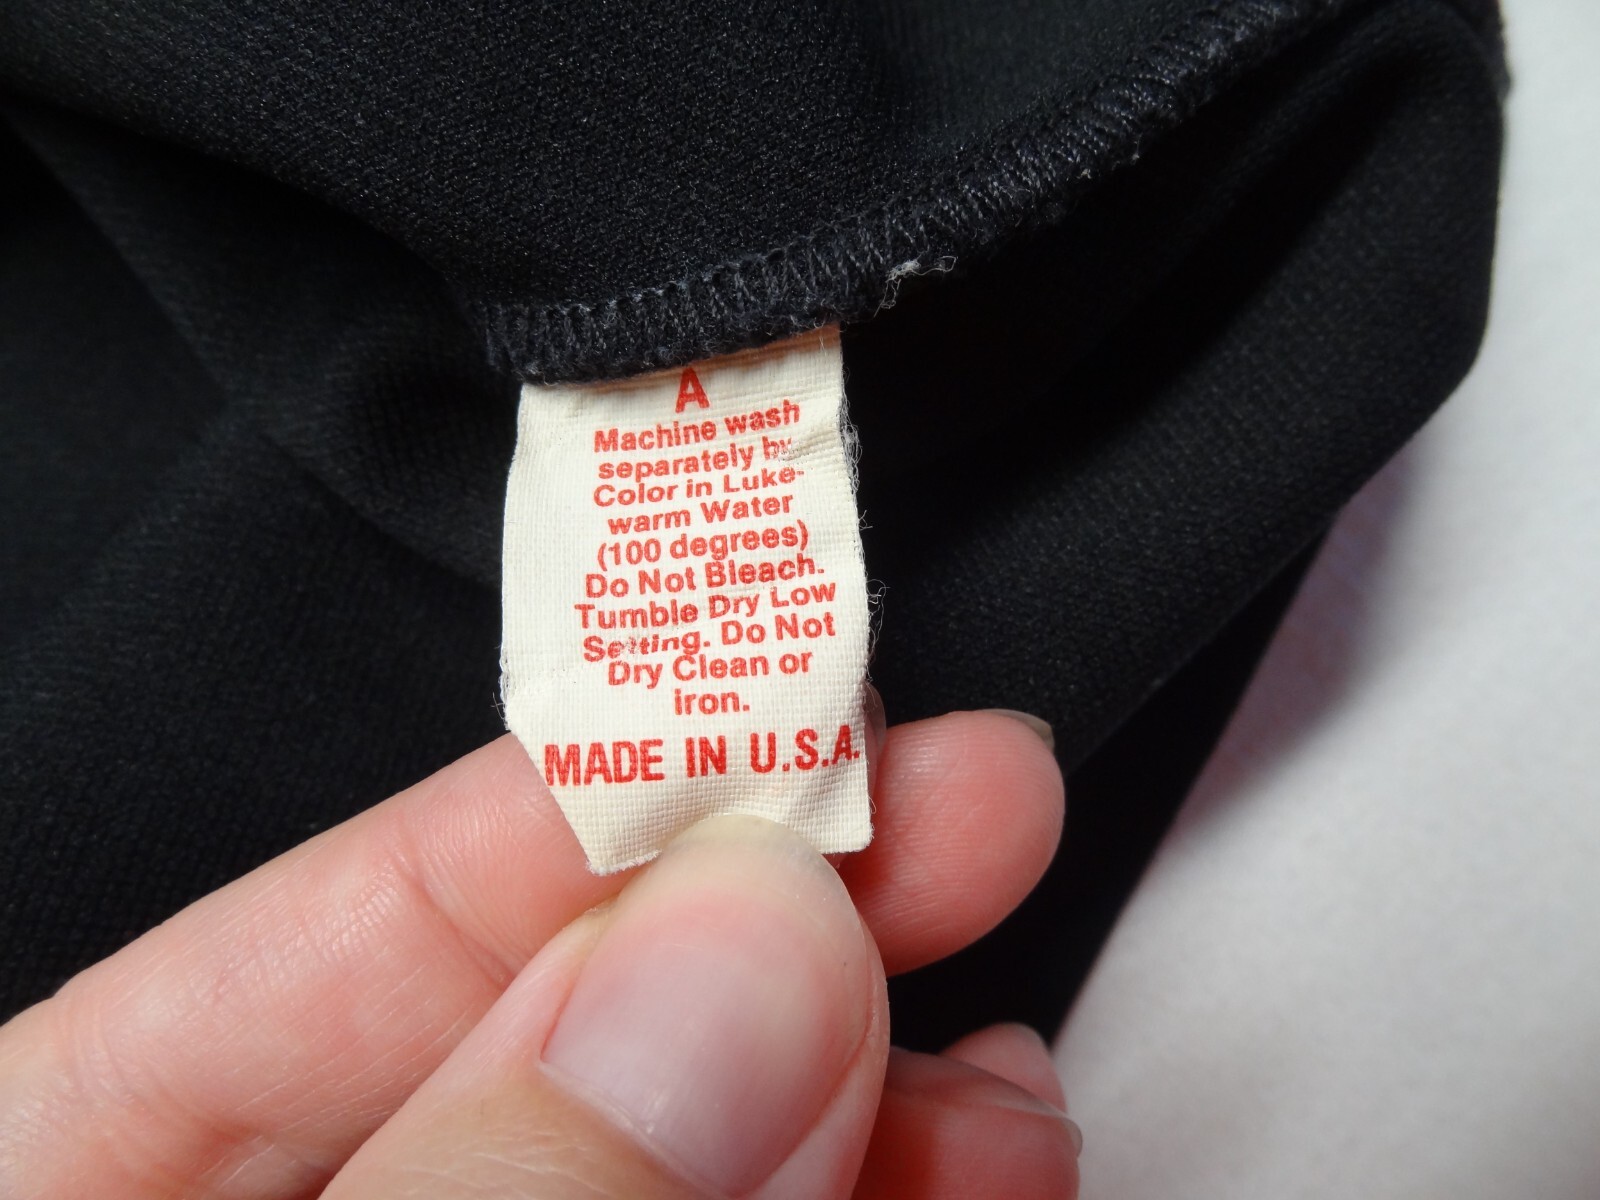 A
Machine wash
separately by
Color in Luke-
warm Water
(100 degrees)
Do Not Bleach.
Tumble Dry Low
Setting. Do Not
Dry Clean or
iron.
MADE IN U.S.A.